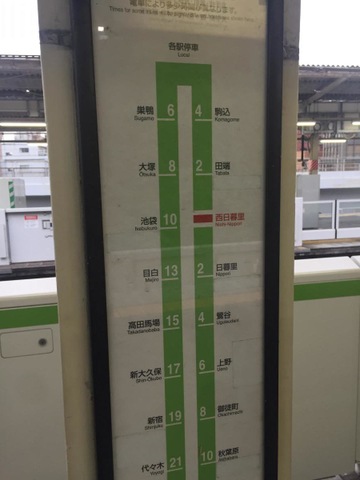 各駅停車
Local
巣鴨 6 4 駒込
Sugamo Komagome
大塚 8 2 田端
Otsuka Tabata
池袋 10 西日暮里
Ikebukuro Nishi-Nippori
目白 13 2 日暮里
Mejiro Nippori
高田馬場 15 4 鶯谷
Takadanobaba Uguisudani
新大久保 17 6 上野
Shin-Ōkubo Ueno
新宿 19 8 御徒町
Shinjuku Okachimachi
代々木 21 10 秋葉原
Yoyogi Akihabara